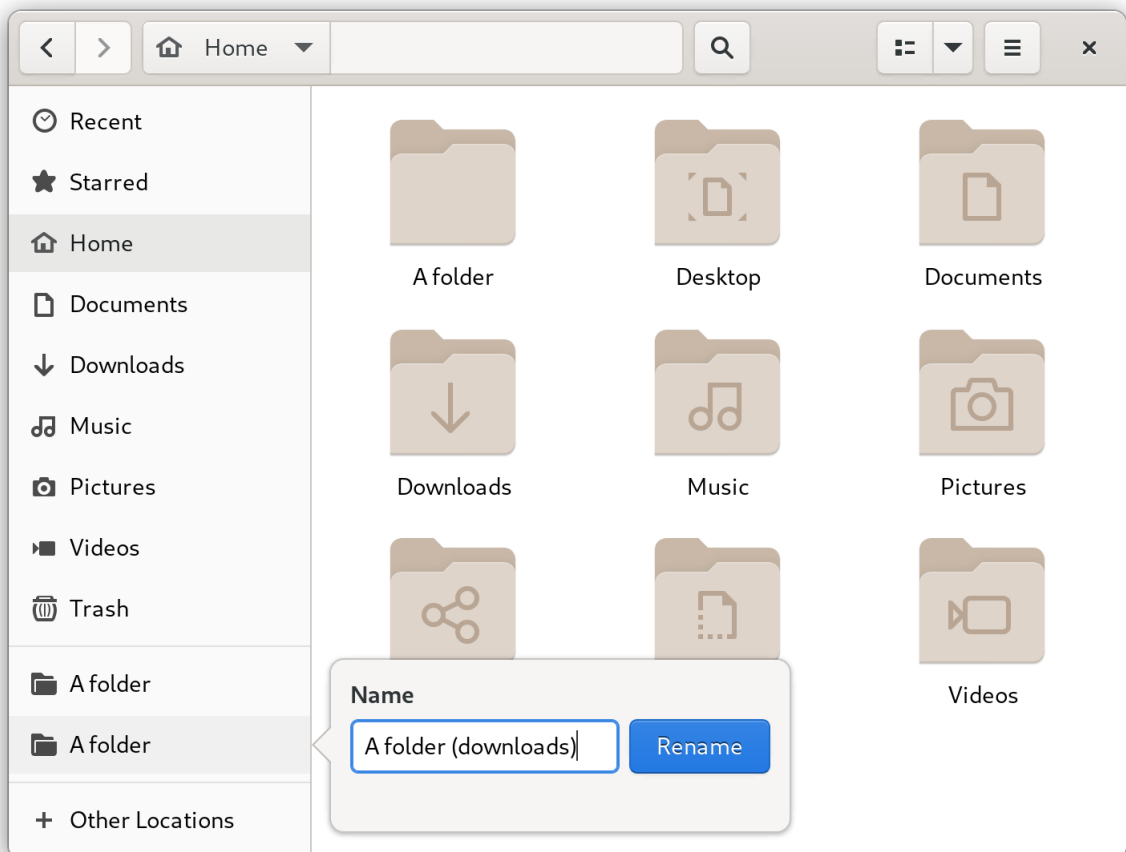 Home
Recent
Starred
Home
Documents
Downloads
Music
Pictures
Videos
Trash
A folder
A folder
Other Locations
A folder
Desktop
Documents
Downloads
Music
Pictures
Videos
Name
A folder (downloads)
Rename